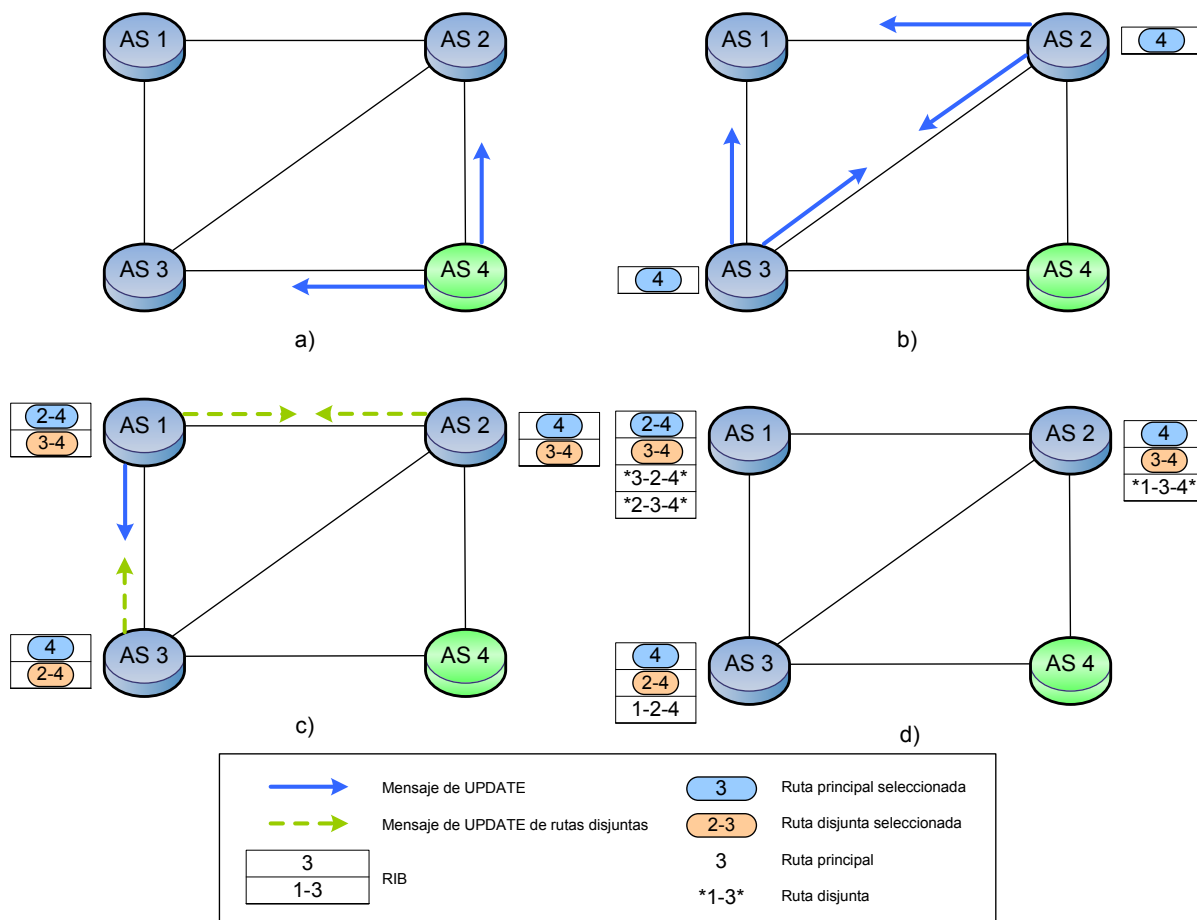 AS 1
AS 2
AS 3
AS 4
a)
AS 1
AS 2
4
AS 3
4
AS 4
b)
2-4
3-4
AS 1
AS 2
4
3-4
4
2-4
AS 3
AS 4
c)
2-4
3-4
*3-2-4*
*2-3-4*
AS 1
AS 2
4
3-4
*1-3-4*
4
2-4
1-2-4
AS 3
AS 4
d)
Mensaje de UPDATE
3
Ruta principal seleccionada
Mensaje de UPDATE de rutas disjuntas
2-3
Ruta disjunta seleccionada
3
1-3
RIB
3
Ruta principal
*1-3*
Ruta disjunta